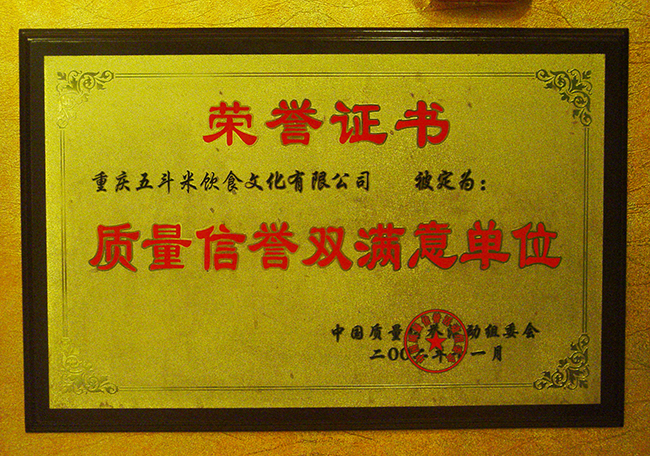 荣誉证书
重庆五斗米饮食文化有限公司 被定为：
质量信誉双满意单位
中国质量 动组委会
二00二年 一月